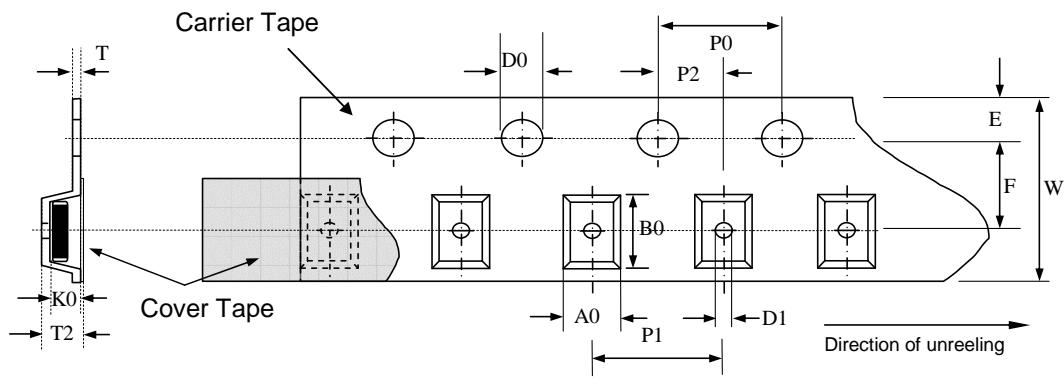 Carrier Tape
P0
T
D0
P2
E
F
W
B0
K0
Cover Tape
A0
D1
T2
P1
Direction of unreeling